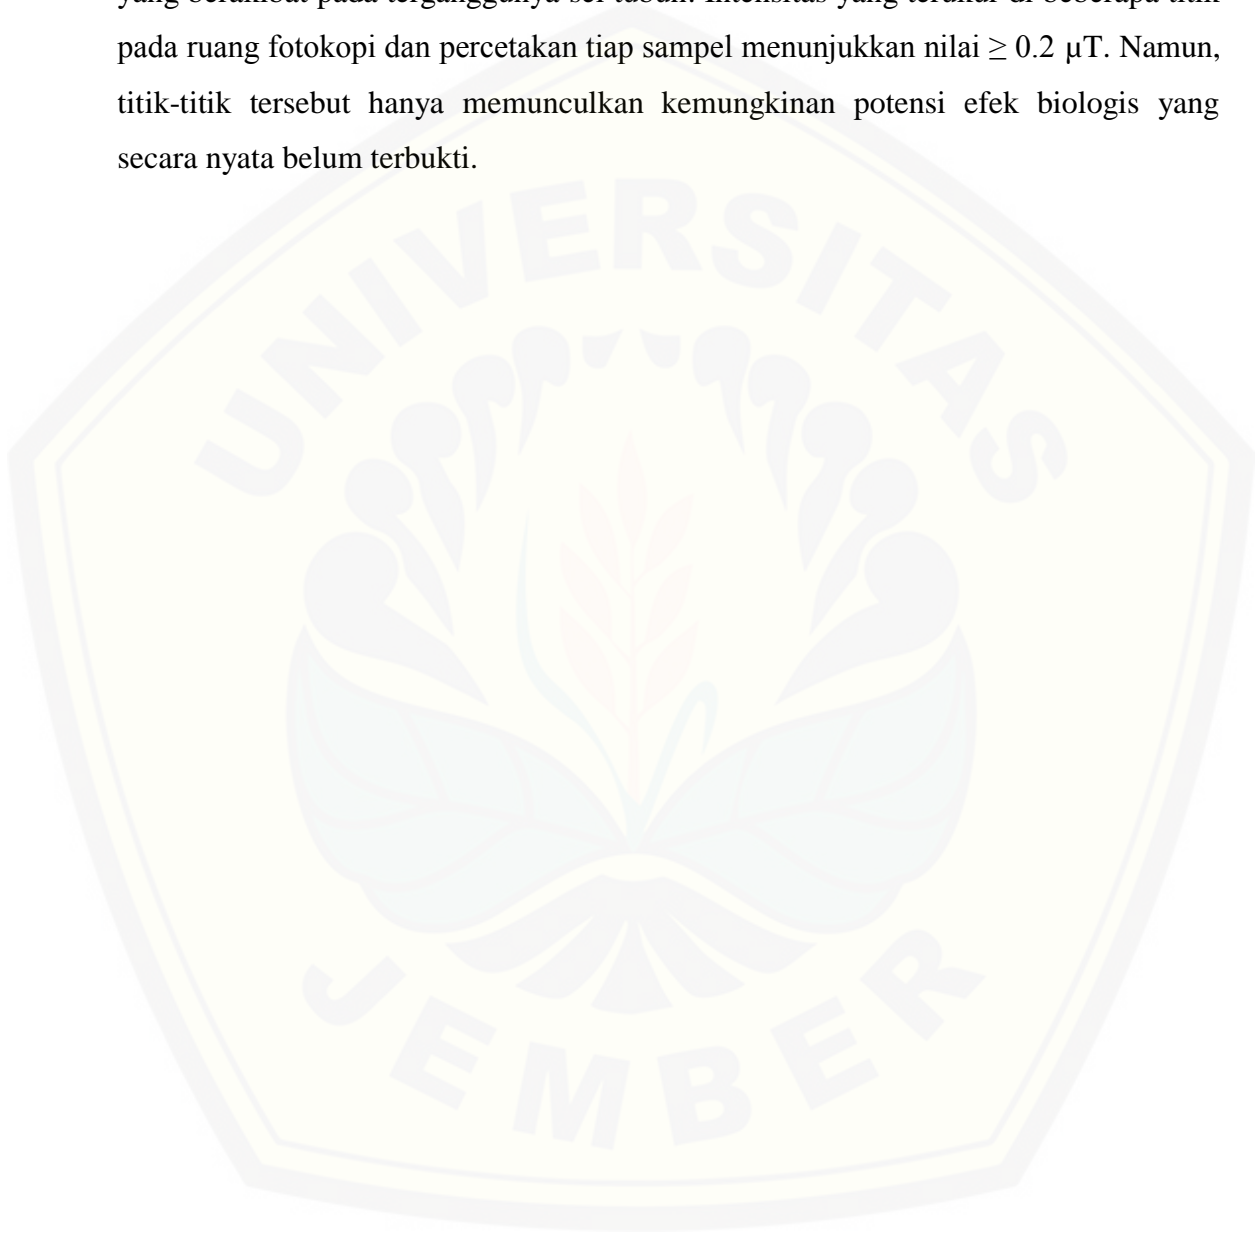 yang berakibat pada terganggunya sel tubuh. Intensitas yang terukur di beberapa titik
pada ruang fotokopi dan percetakan tiap sampel menunjukkan nilai ≥ 0.2 µT. Namun,
titik-titik tersebut hanya memunculkan kemungkinan potensi efek biologis yang
secara nyata belum terbukti.
UNIVERSITAS
JEMBER